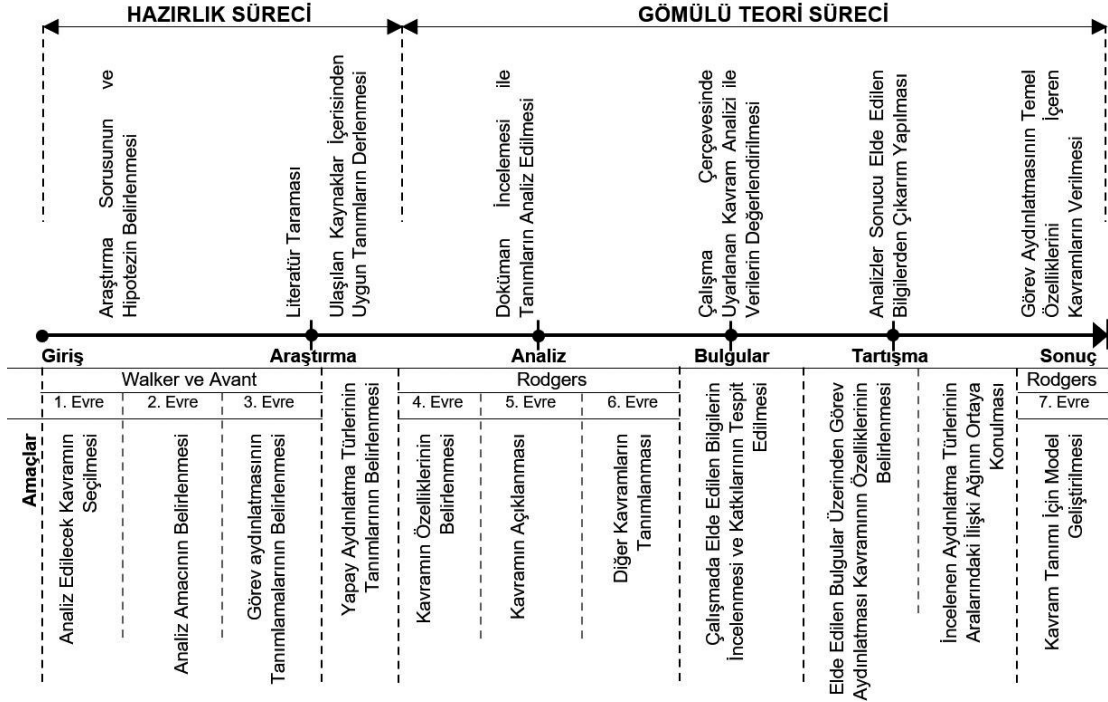 HAZIRLIK SÜRECİ
GÖMÜLÜ TEORİ SÜRECİ
Araştırma Sorusunun ve
Hipotezin Belirlenmesi
Literatür Taraması
Ulaşılan Kaynaklar İçerisinden
Uygun Tanımların Derlenmesi
Doküman İncelemesi ile
Tanımların Analiz Edilmesi
Çalışma Çerçevesinde
Uyarlanan Kavram Analizi ile
Verilerin Değerlendirilmesi
Analizler Sonucu Elde Edilen
Bilgilerden Çıkarım Yapılması
Görev Aydınlatmasının Temel
Özelliklerini İçeren
Kavramların Verilmesi
Giriş
Araştırma
Analiz
Bulgular
Tartışma
Sonuç
Walker ve Avant
Rodgers
Rodgers
1. Evre
2. Evre
3. Evre
4. Evre
5. Evre
6. Evre
7. Evre
Amaçlar
Analiz Edilecek Kavramın
Seçilmesi
Analiz Amacının Belirlenmesi
Görev aydınlatmasının
Tanımlamalarının Belirlenmesi
Yapay Aydınlatma Türlerinin
Tanımlarının Belirlenmesi
Kavramın Özelliklerinin
Belirlenmesi
Kavramın Açıklanması
Diğer Kavramların
Tanımlanması
Çalışmada Elde Edilen Bilgilerin
İncelenmesi ve Katkılarının Tespit
Edilmesi
Elde Edilen Bulgular Üzerinden Görev
Aydınlatması Kavramının Özelliklerinin
Belirlenmesi
İncelenen Aydınlatma Türlerinin
Aralarındaki İlişki Ağının Ortaya
Konulması
Kavram Tanımı İçin Model
Geliştirilmesi